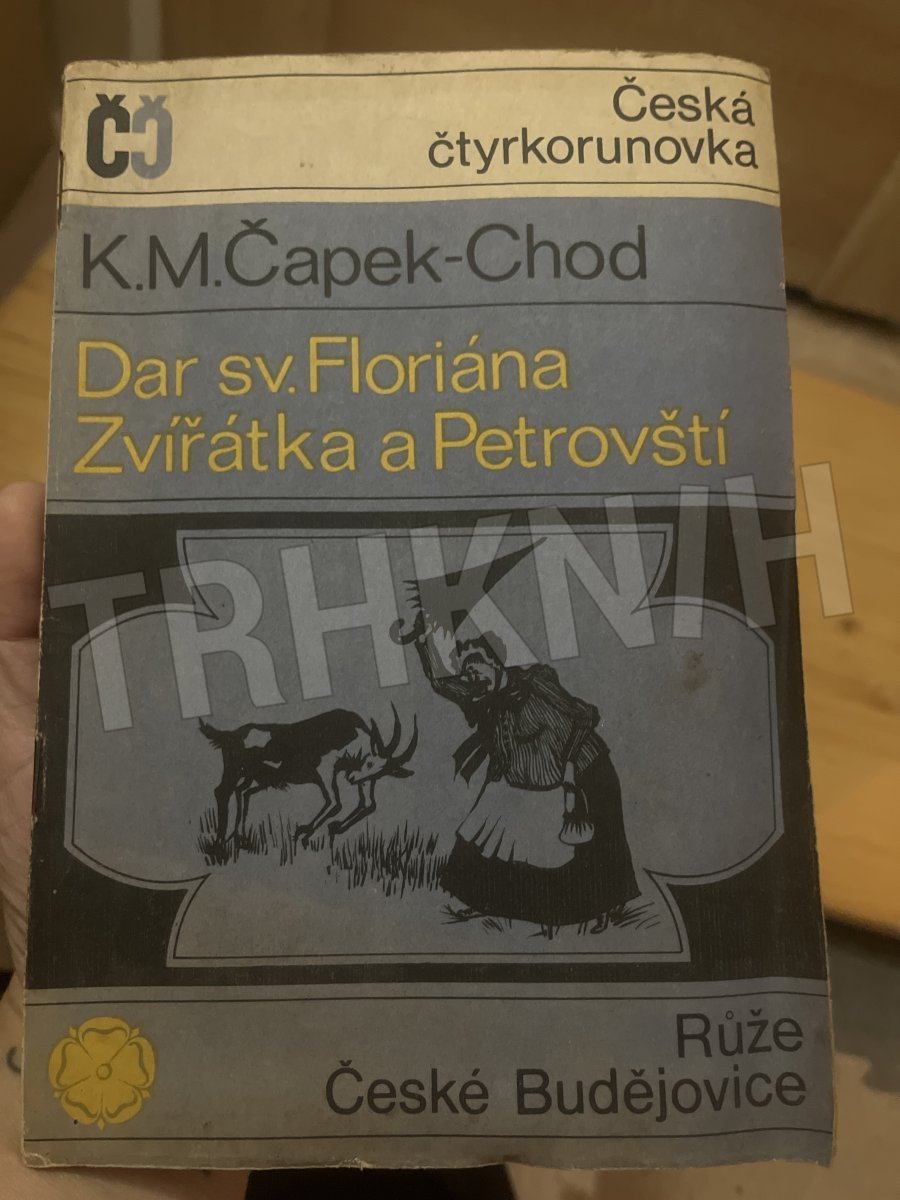 ČČ
Česká
čtyrkorunovka
K.M.Čapek-Chod
Dar sv. Floriána
Zvířátka a Petrovští
TRHKNIH
Růže
České Budějovice